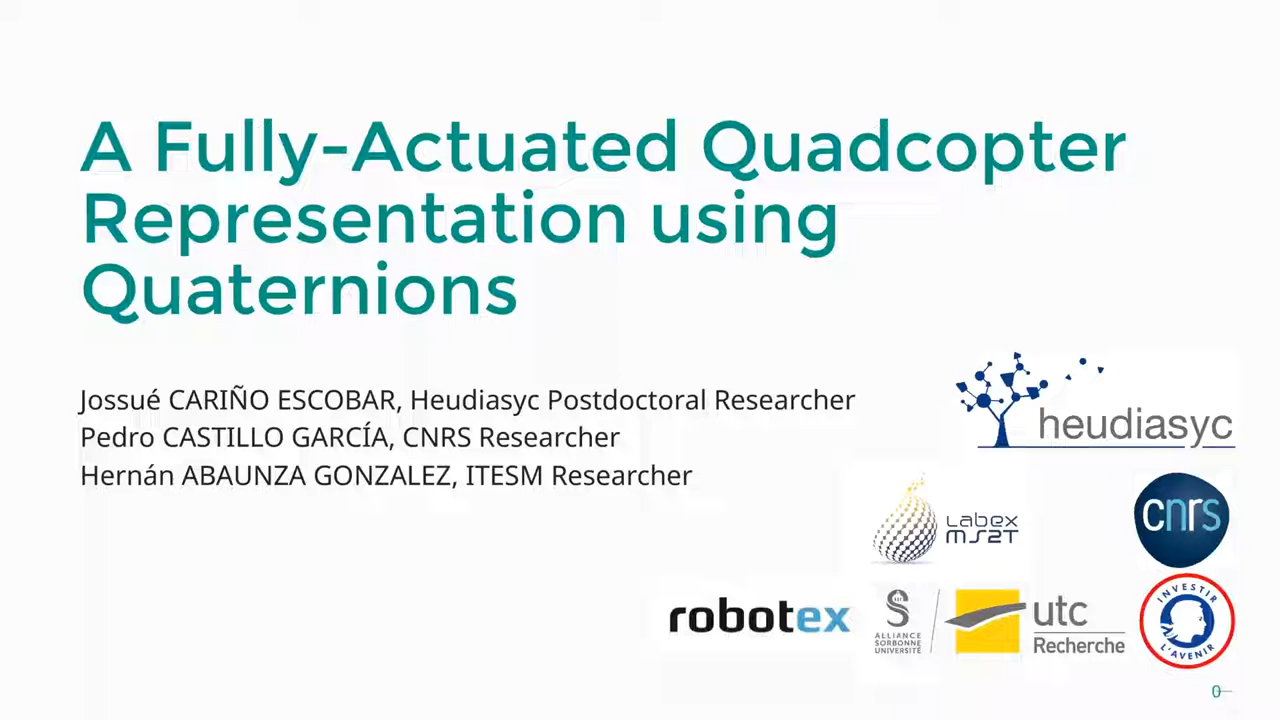 A Fully-Actuated Quadcopter
Representation using
Quaternions
Jossué CARIÑO ESCOBAR, Heudiasyc Postdoctoral Researcher
Pedro CASTILLO GARCÍA, CNRS Researcher
Hernán ABAUNZA GONZALEZ, ITESM Researcher
heudiasyc
Labex
MS2T
cnrs
robotex
ALLIANCE
SORBONNE
UNIVERSITÉ
utc
Recherche
INVESTIR
L'AVENIR
0